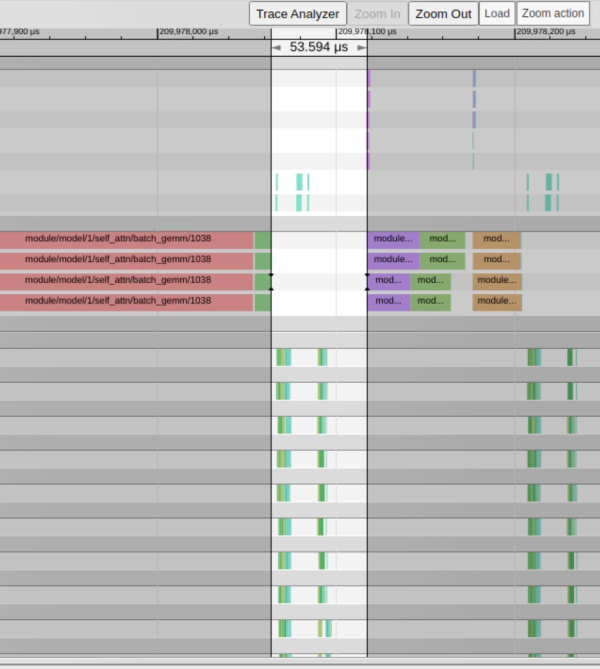 Trace Analyzer Zoom In Zoom Out Load Zoom action
977,900 µs 209,978,000 µs 209,978,100 µs 209,978,200 µs
53.594 µs
module/model/1/self_attn/batch_gemm/1038 module... mod... mod...
module/model/1/self_attn/batch_gemm/1038 module... mod... mod...
module/model/1/self_attn/batch_gemm/1038 mod... mod... module...
module/model/1/self_attn/batch_gemm/1038 mod... mod... module...